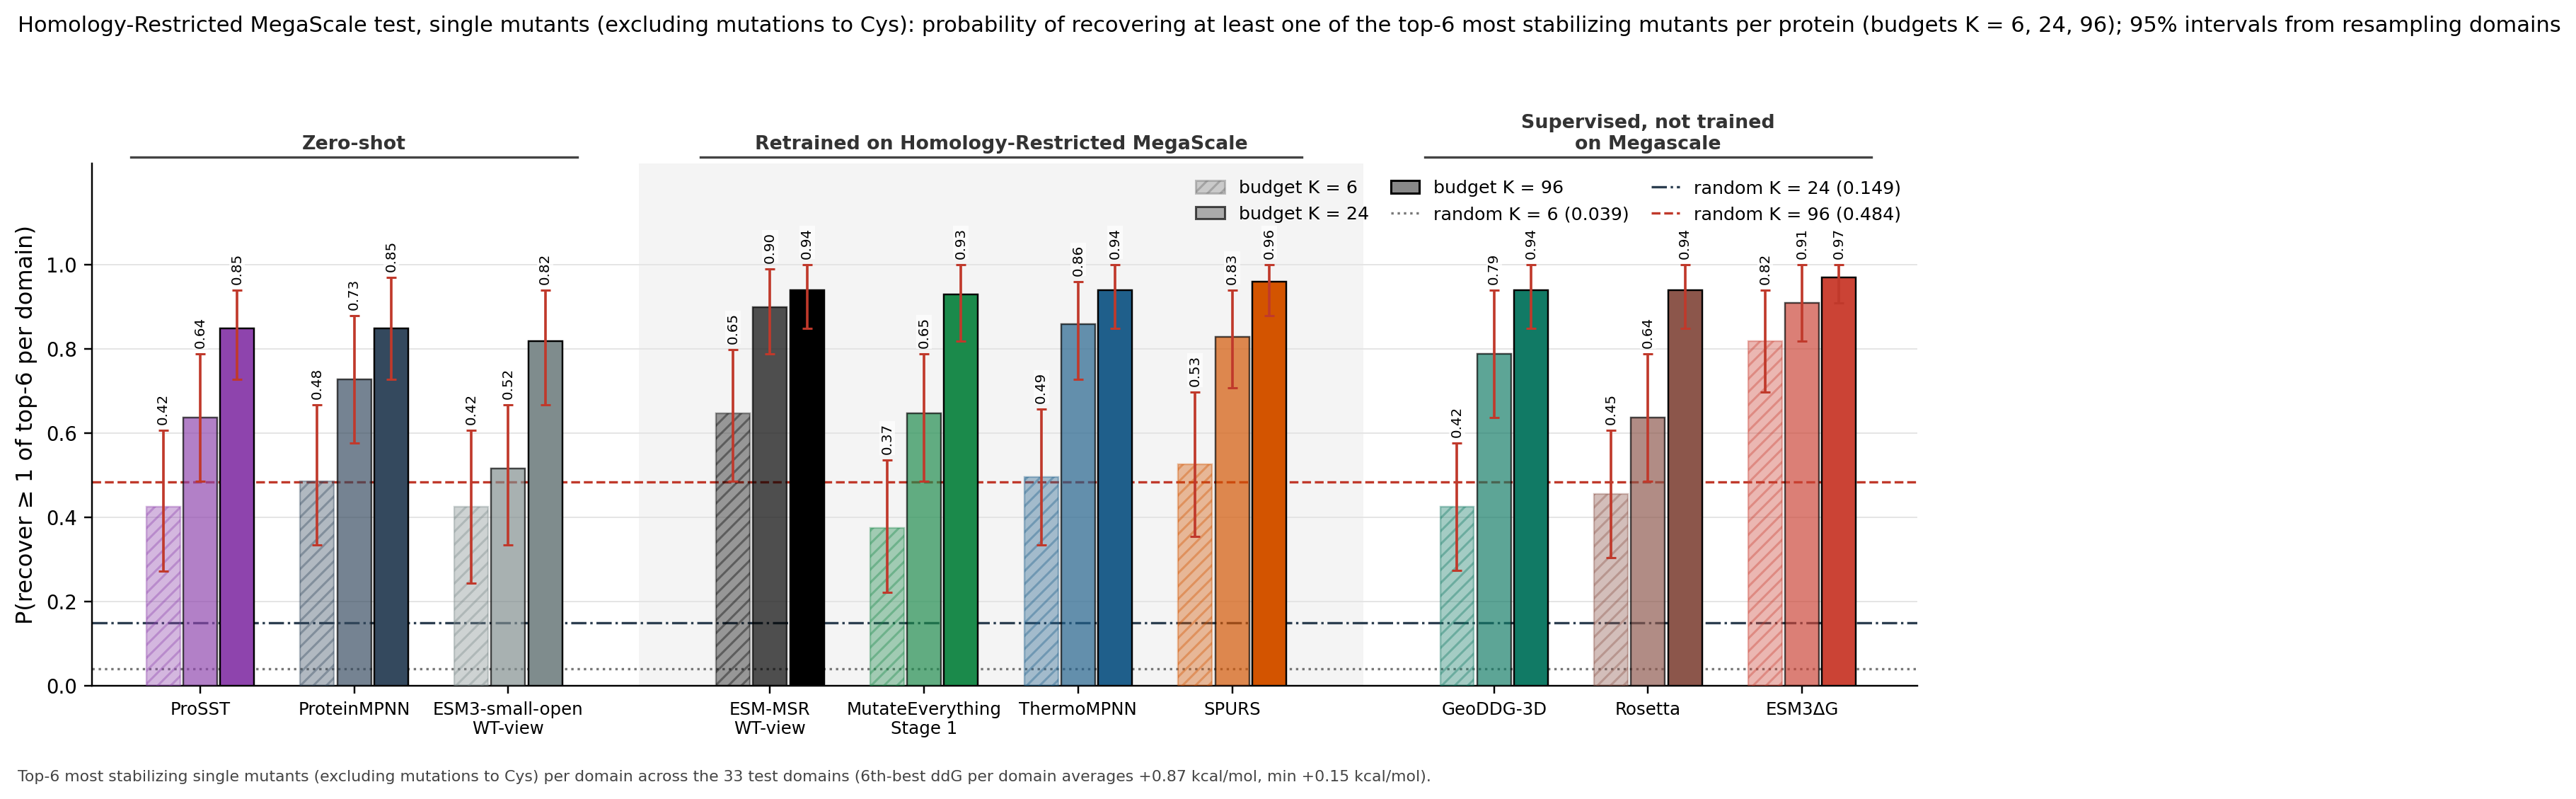 Homology-Restricted MegaScale test, single mutants (excluding mutations to Cys): probability of recovering at least one of the top-6 most stabilizing mutants per protein (budgets K = 6, 24, 96); 95% intervals from resampling domains
Zero-shot
Retrained on Homology-Restricted MegaScale
Supervised, not trained
on Megascale
budget K = 6
budget K = 24
budget K = 96
random K = 6 (0.039)
random K = 24 (0.149)
random K = 96 (0.484)
P(recover ≥ 1 of top-6 per domain)
1.0
0.8
0.6
0.4
0.2
0.0
0.42
0.64
0.85
0.48
0.73
0.85
0.42
0.52
0.82
0.65
0.90
0.94
0.37
0.65
0.93
0.49
0.86
0.94
0.53
0.83
0.96
0.42
0.79
0.94
0.45
0.64
0.94
0.82
0.91
0.97
ProSST
ProteinMPNN
ESM3-small-open
WT-view
ESM-MSR
WT-view
MutateEverything
Stage 1
ThermoMPNN
SPURS
GeoDDG-3D
Rosetta
ESM3ΔG
Top-6 most stabilizing single mutants (excluding mutations to Cys) per domain across the 33 test domains (6th-best ddG per domain averages +0.87 kcal/mol, min +0.15 kcal/mol).